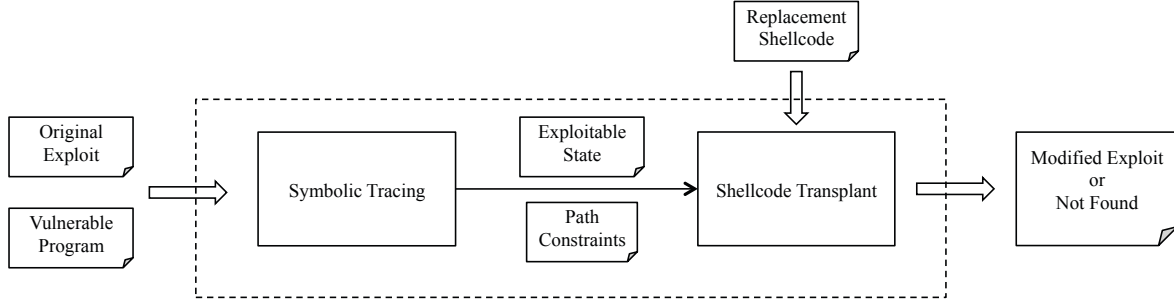 Replacement
Shellcode
Original
Exploit
Vulnerable
Program
Symbolic Tracing
Exploitable
State
Path
Constraints
Shellcode Transplant
Modified Exploit
or
Not Found